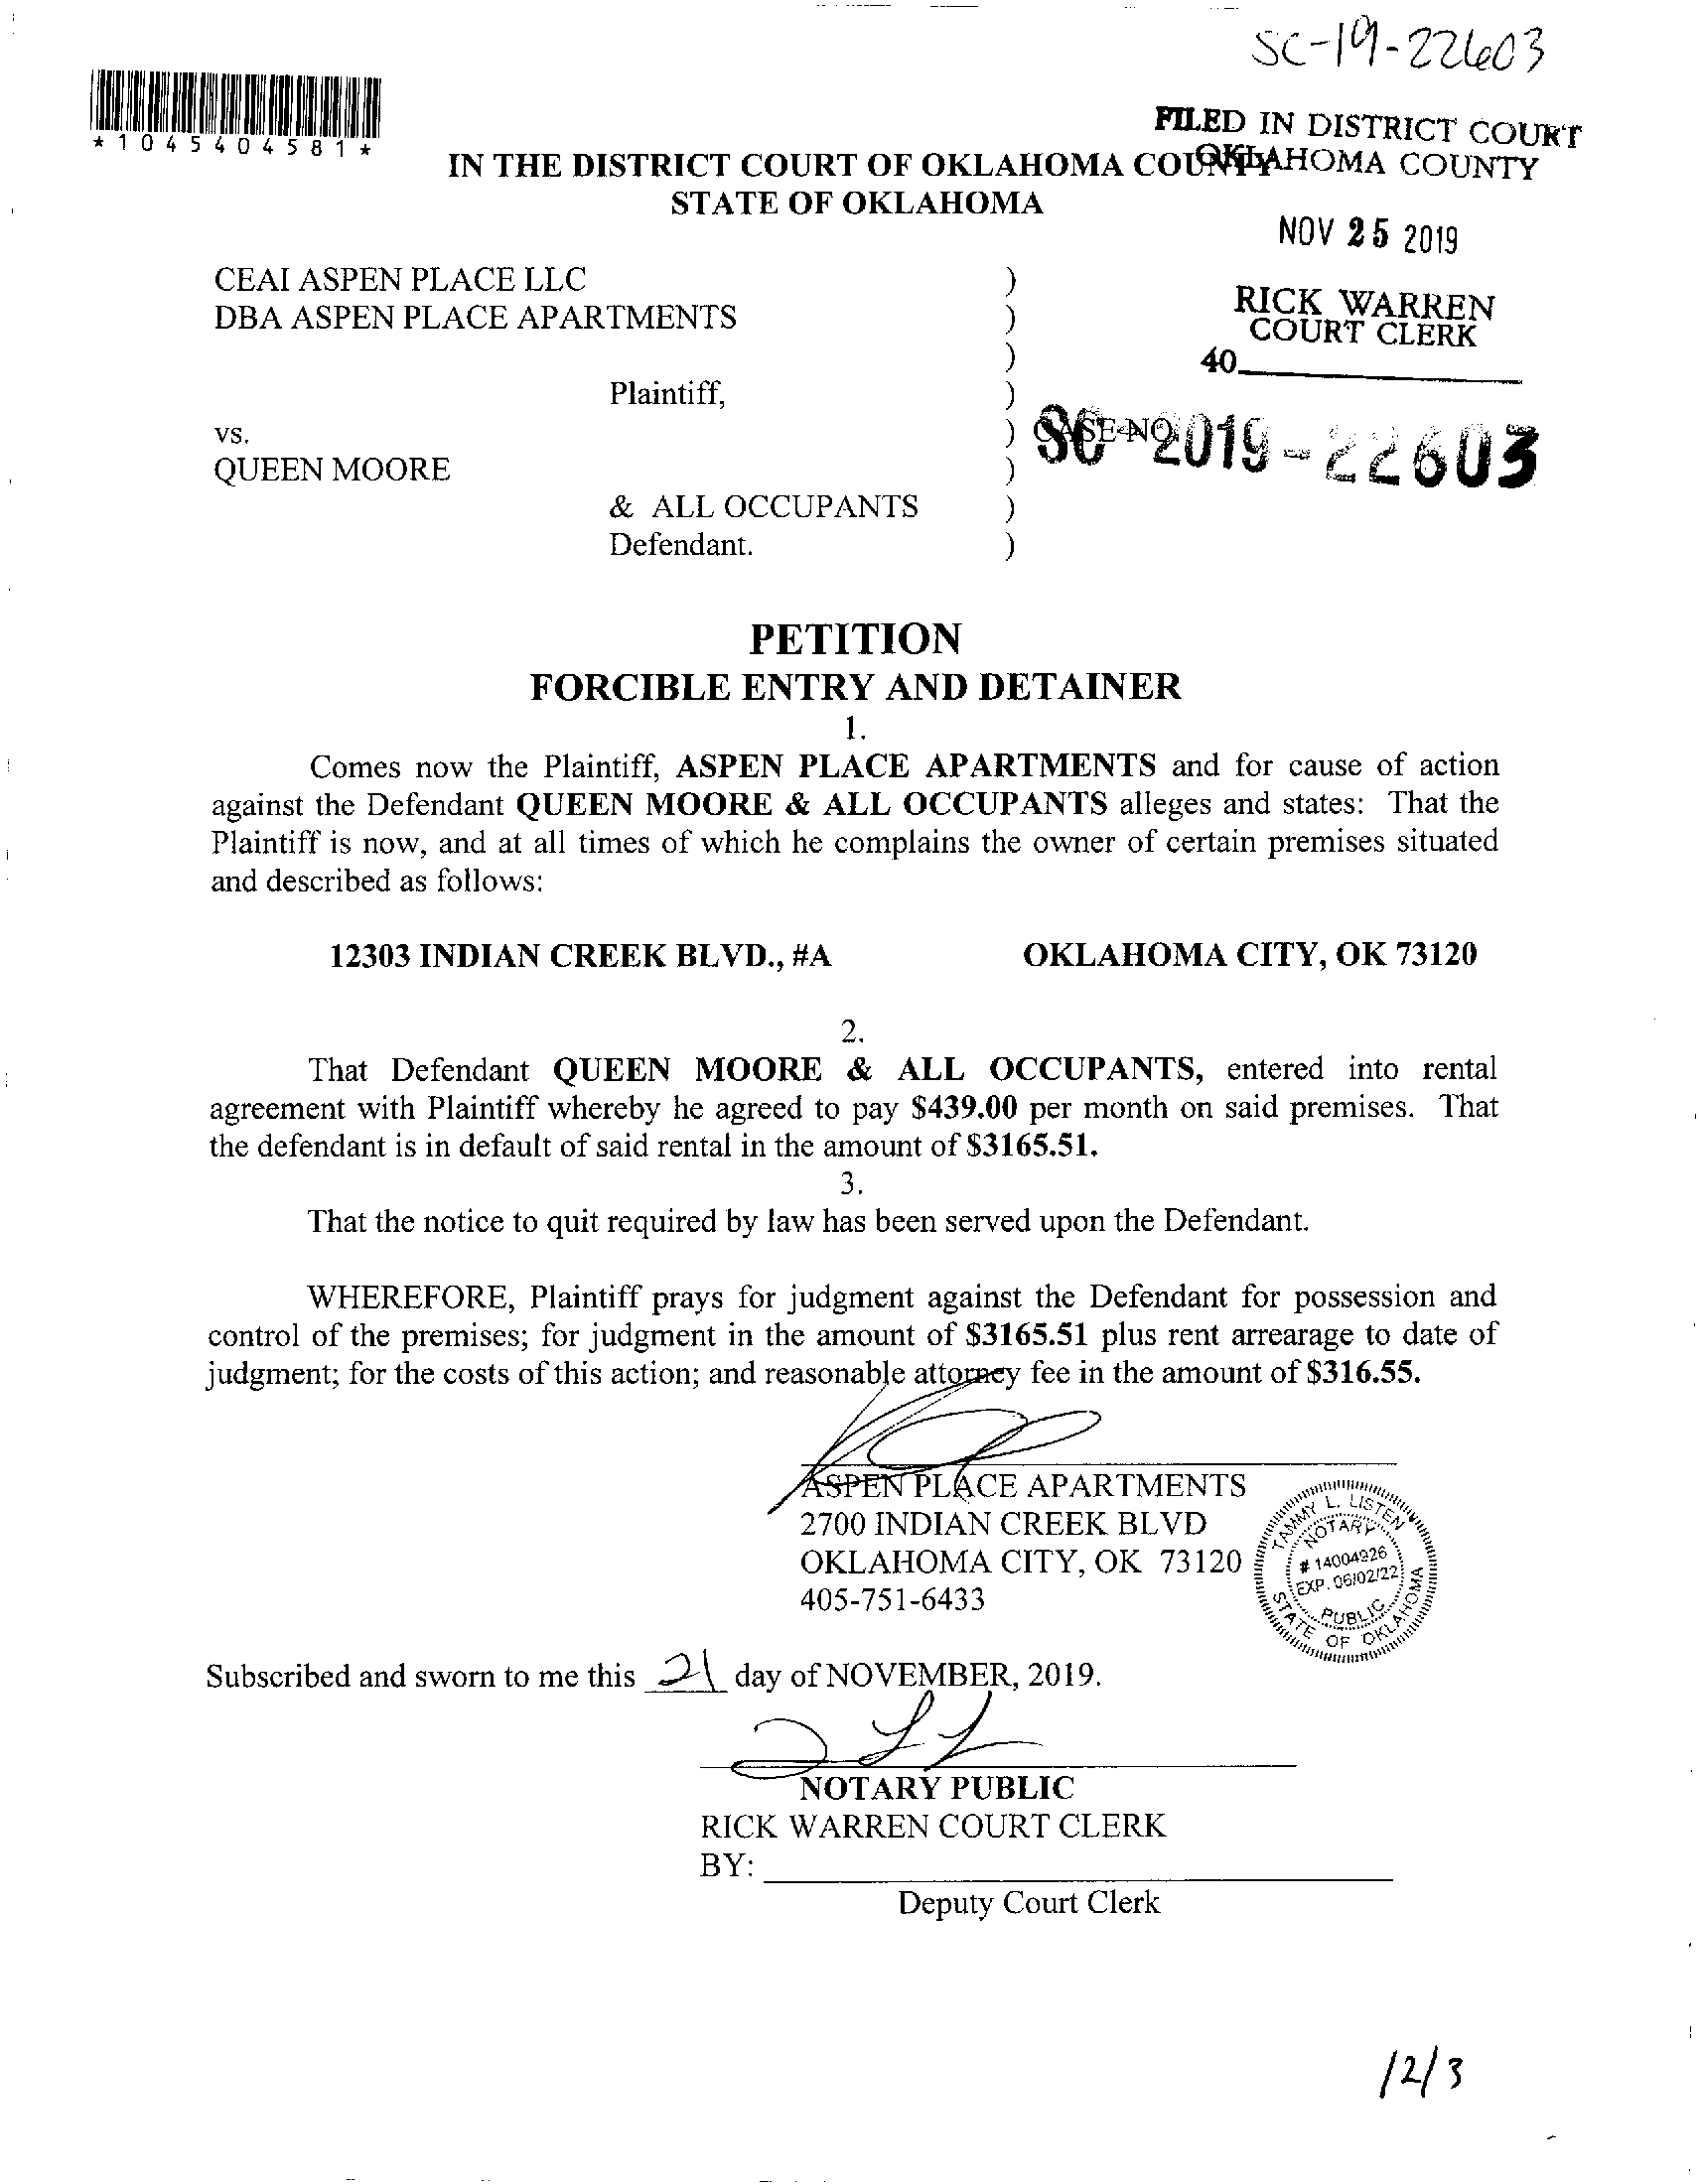 SC-19-22603
*1045404581*
FILED IN DISTRICT COURT
OKLAHOMA COUNTY
IN THE DISTRICT COURT OF OKLAHOMA COUNTY
STATE OF OKLAHOMA
NOV 25 2019
RICK WARREN
COURT CLERK
40
CEAI ASPEN PLACE LLC )
DBA ASPEN PLACE APARTMENTS )
)
Plaintiff, )
vs. ) CASE NO.
SC-2019-22603
QUEEN MOORE )
& ALL OCCUPANTS )
Defendant. )
PETITION
FORCIBLE ENTRY AND DETAINER
1.
Comes now the Plaintiff, ASPEN PLACE APARTMENTS and for cause of action
against the Defendant QUEEN MOORE & ALL OCCUPANTS alleges and states: That the
Plaintiff is now, and at all times of which he complains the owner of certain premises situated
and described as follows:
12303 INDIAN CREEK BLVD., #A OKLAHOMA CITY, OK 73120
2.
That Defendant QUEEN MOORE & ALL OCCUPANTS, entered into rental
agreement with Plaintiff whereby he agreed to pay $439.00 per month on said premises. That
the defendant is in default of said rental in the amount of $3165.51.
3.
That the notice to quit required by law has been served upon the Defendant.
WHEREFORE, Plaintiff prays for judgment against the Defendant for possession and
control of the premises; for judgment in the amount of $3165.51 plus rent arrearage to date of
judgment; for the costs of this action; and reasonable attorney fee in the amount of $316.55.
ASPEN PLACE APARTMENTS
2700 INDIAN CREEK BLVD
OKLAHOMA CITY, OK 73120
405-751-6433
TAMMY L. LISTEN
NOTARY
# 14004926
EXP. 06/02/22
PUBLIC
STATE OF OKLAHOMA
Subscribed and sworn to me this 21 day of NOVEMBER, 2019.
NOTARY PUBLIC
RICK WARREN COURT CLERK
BY:
Deputy Court Clerk
12/3